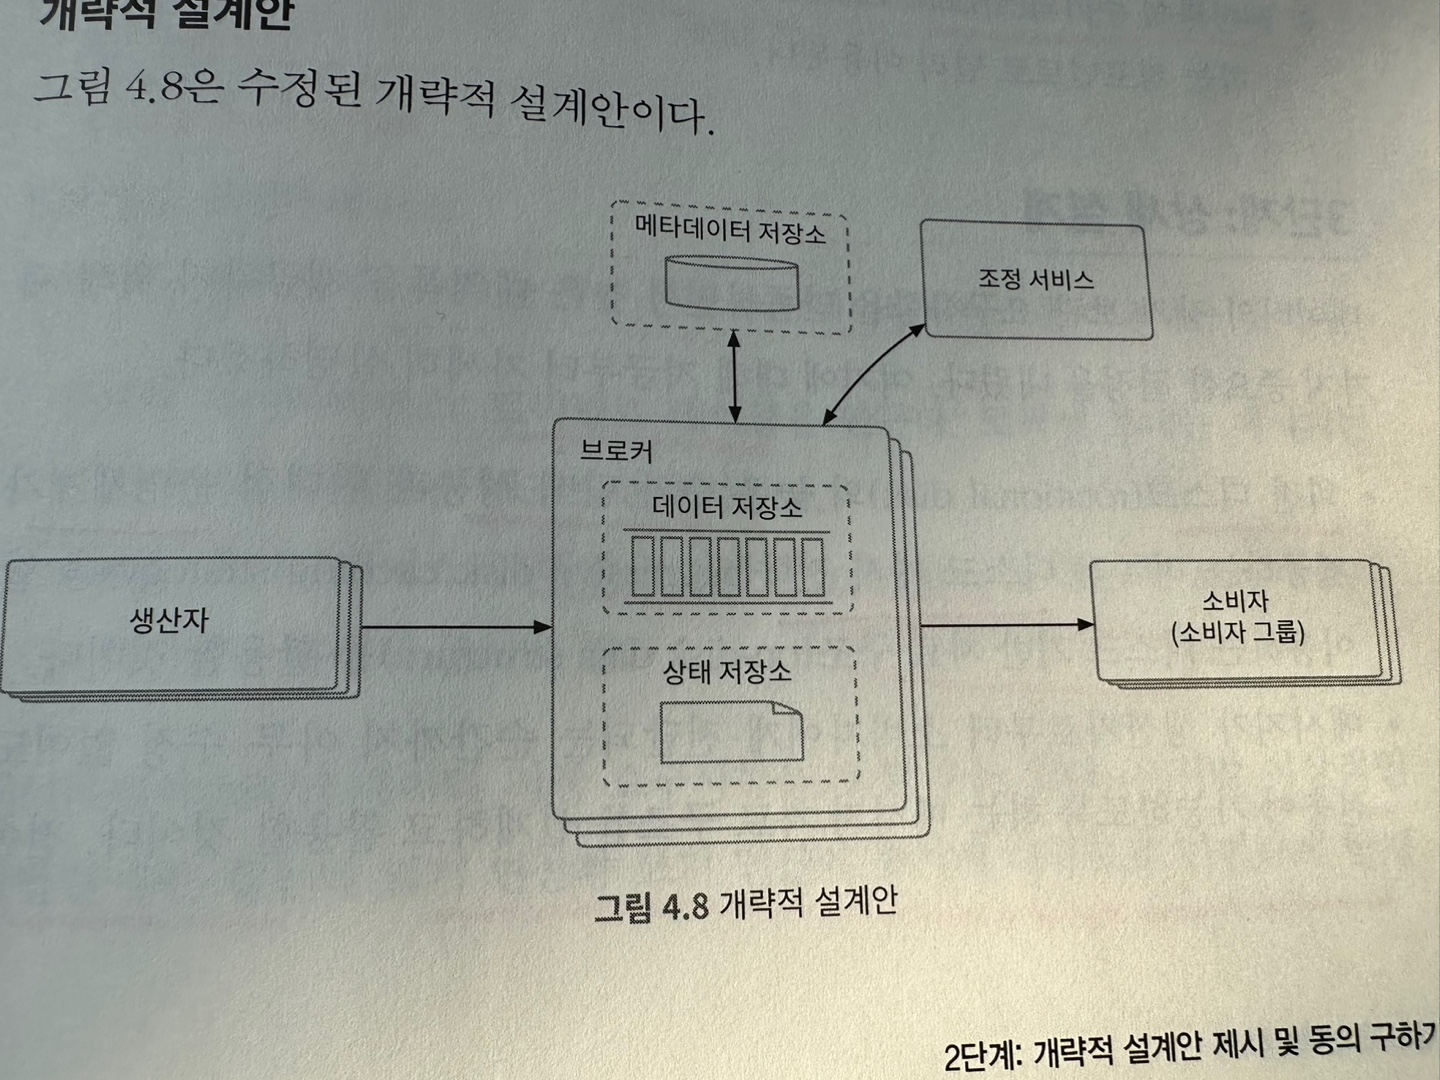 개략적 설계안
그림 4.8은 수정된 개략적 설계안이다.
메타데이터 저장소
조정 서비스
브로커
데이터 저장소
생산자
소비자
(소비자 그룹)
상태 저장소
그림 4.8 개략적 설계안
2단계: 개략적 설계안 제시 및 동의 구하기